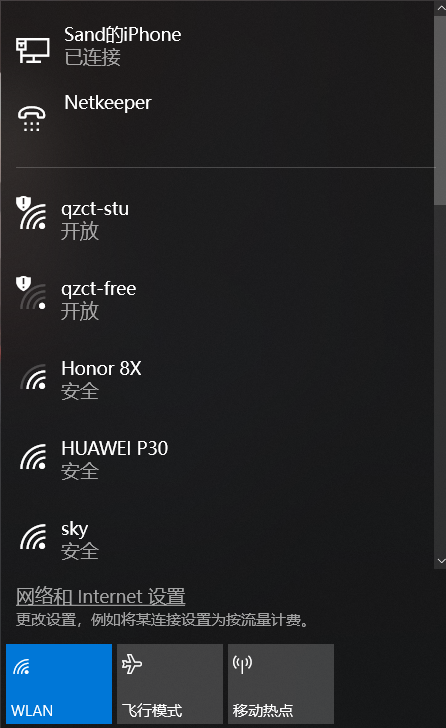 Sand的iPhone
已连接
Netkeeper
qzct-stu
开放
qzct-free
开放
Honor 8X
安全
HUAWEI P30
安全
sky
安全
网络和 Internet 设置
更改设置，例如将某连接设置为按流量计费。
WLAN
飞行模式
移动热点